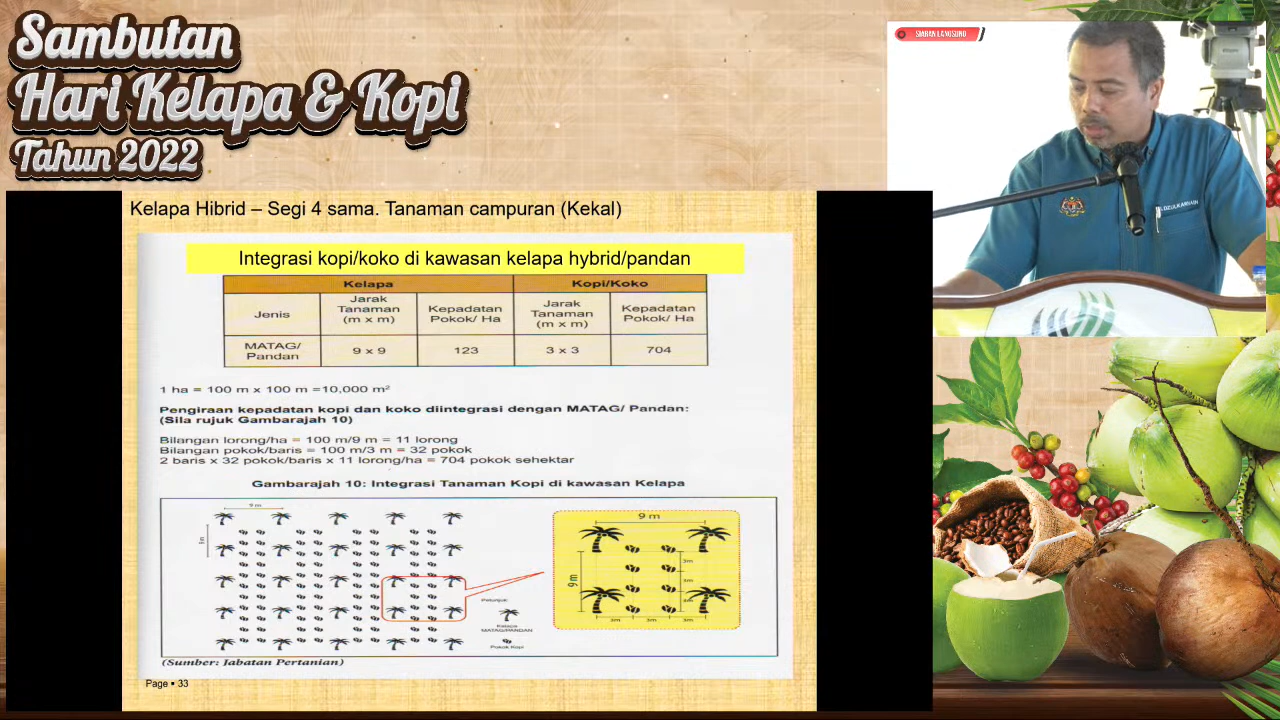 Sambutan
Hari Kelapa & Kopi
Tahun 2022
SIARAN LANGSUNG
Kelapa Hibrid – Segi 4 sama. Tanaman campuran (Kekal)
Integrasi kopi/koko di kawasan kelapa hybrid/pandan
Kelapa Kopi/Koko
Jenis Jarak Tanaman (m x m) Kepadatan Pokok/ Ha Jarak Tanaman (m x m) Kepadatan Pokok/ Ha
MATAG/ Pandan 9 x 9 123 3 x 3 704
1 ha = 100 m x 100 m =10,000 m²
Pengiraan kepadatan kopi dan koko diintegrasi dengan MATAG/ Pandan:
(Sila rujuk Gambarajah 10)
Bilangan lorong/ha = 100 m/9 m = 11 lorong
Bilangan pokok/baris = 100 m/3 m = 32 pokok
2 baris x 32 pokok/baris x 11 lorong/ha = 704 pokok sehektar
Gambarajah 10: Integrasi Tanaman Kopi di kawasan Kelapa
9 m
9 m
9 m
9 m
3m
3m
3m
3m 3m 3m
Petunjuk:
Kelapa
MATAG/PANDAN
Pokok Kopi
(Sumber: Jabatan Pertanian)
Page ▪ 33